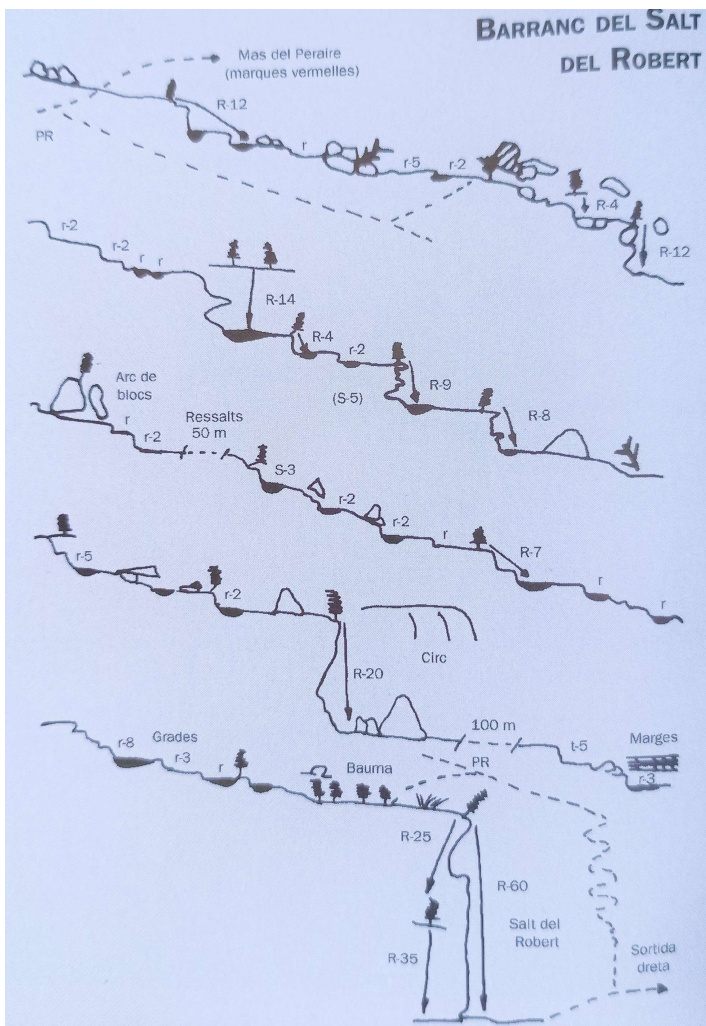 BARRANC DEL SALT
DEL ROBERT
Mas del Peraire
(marques vermelles)
R-12
PR
r
r-5
r-2
R-4
R-12
r-2
r-2
r
r
R-14
R-4
r-2
(S-5)
R-9
R-8
Arc de
blocs
r
r-2
Ressalts
50 m
S-3
r-2
r-2
r
R-7
r
r
r-5
r-2
R-20
Circ
100 m
t-5
Marges
r-3
r-8
Grades
r-3
r
Bauma
PR
R-25
R-60
Salt del
Robert
R-35
Sortida
dreta